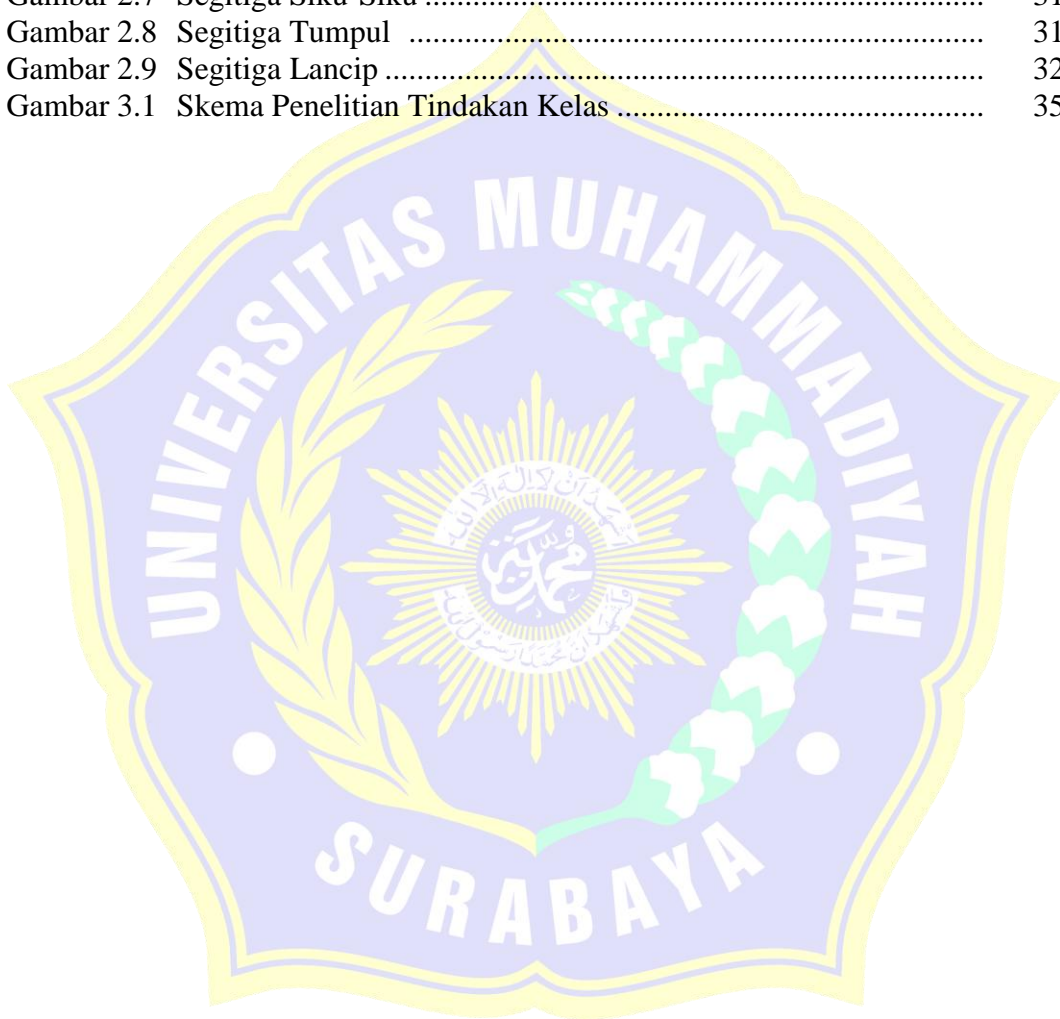 Gambar 2.7 Segitiga Siku-Siku ...................................................................... 31
Gambar 2.8 Segitiga Tumpul ........................................................................ 31
Gambar 2.9 Segitiga Lancip ........................................................................... 32
Gambar 3.1 Skema Penelitian Tindakan Kelas .............................................. 35
UNIVERSITAS MUHAMMADIYAH
محمد
SURABAYA